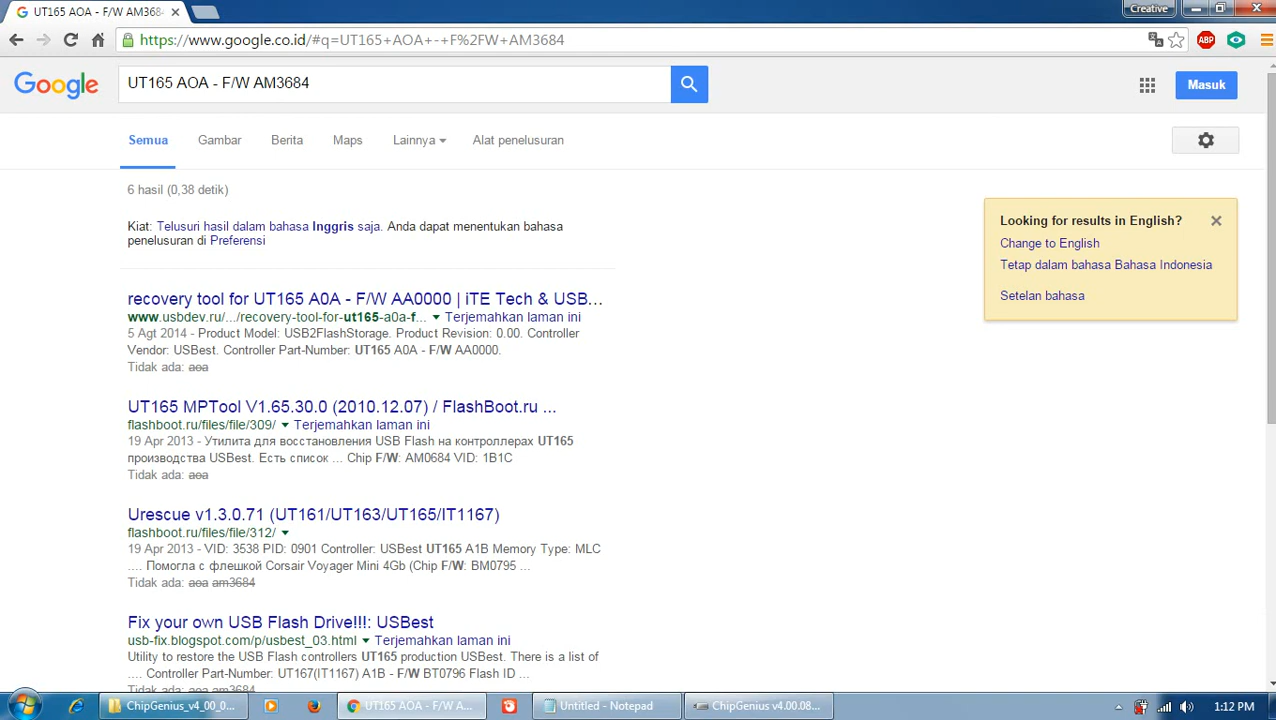 UT165 AOA - F/W AM3684
Creative
https://www.google.co.id/#q=UT165+AOA+-+F%2FW+AM3684
ABP
Google
UT165 AOA - F/W AM3684
Masuk
Semua
Gambar
Berita
Maps
Lainnya
Alat penelusuran
6 hasil (0,38 detik)
Kiat: Telusuri hasil dalam bahasa Inggris saja. Anda dapat menentukan bahasa
penelusuran di Preferensi
Looking for results in English?
Change to English
Tetap dalam bahasa Bahasa Indonesia
Setelan bahasa
recovery tool for UT165 A0A - F/W AA0000 | iTE Tech & USB...
www.usbdev.ru/.../recovery-tool-for-ut165-a0a-f... Terjemahkan laman ini
5 Agt 2014 - Product Model: USB2FlashStorage. Product Revision: 0.00. Controller
Vendor: USBest. Controller Part-Number: UT165 A0A - F/W AA0000.
Tidak ada: aoa
UT165 MPTool V1.65.30.0 (2010.12.07) / FlashBoot.ru ...
flashboot.ru/files/file/309/ Terjemahkan laman ini
19 Apr 2013 - Утилита для восстановления USB Flash на контроллерах UT165
производства USBest. Есть список ... Chip F/W: AM0684 VID: 1B1C
Tidak ada: aoa
Urescue v1.3.0.71 (UT161/UT163/UT165/IT1167)
flashboot.ru/files/file/312/
19 Apr 2013 - VID: 3538 PID: 0901 Controller: USBest UT165 A1B Memory Type: MLC
.... Помогла с флешкой Corsair Voyager Mini 4Gb (Chip F/W: BM0795 ...
Tidak ada: aoa am3684
Fix your own USB Flash Drive!!!: USBest
usb-fix.blogspot.com/p/usbest_03.html Terjemahkan laman ini
Utility to restore the USB Flash controllers UT165 production USBest. There is a list of
... Controller Part-Number: UT167(IT1167) A1B - F/W BT0796 Flash ID ...
Tidak ada: aoa am3684
ChipGenius_v4_00_0...
UT165 AOA - F/W A...
Untitled - Notepad
ChipGenius v4.00.08...
1:12 PM